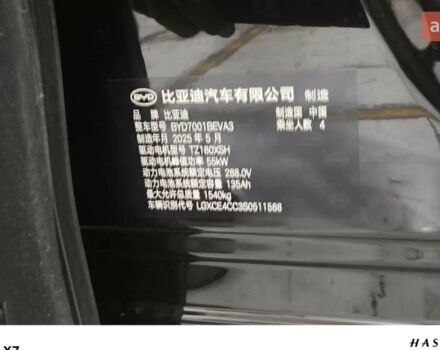 a
BYD 比亚迪汽车有限公司 制造
品 牌 比亚迪 制造国 中国
整车型号 BYD7001BEVA3 乘坐人数 4
制造年月 2025 年 5 月
驱动电机型号 TZ180XSH
驱动电机峰值功率 55kW
动力电池系统额定电压 288.0V
动力电池系统额定容量 135Ah
最大允许总质量 1540kg
车辆识别代号 LGXCE4CC3S0511566
HAS